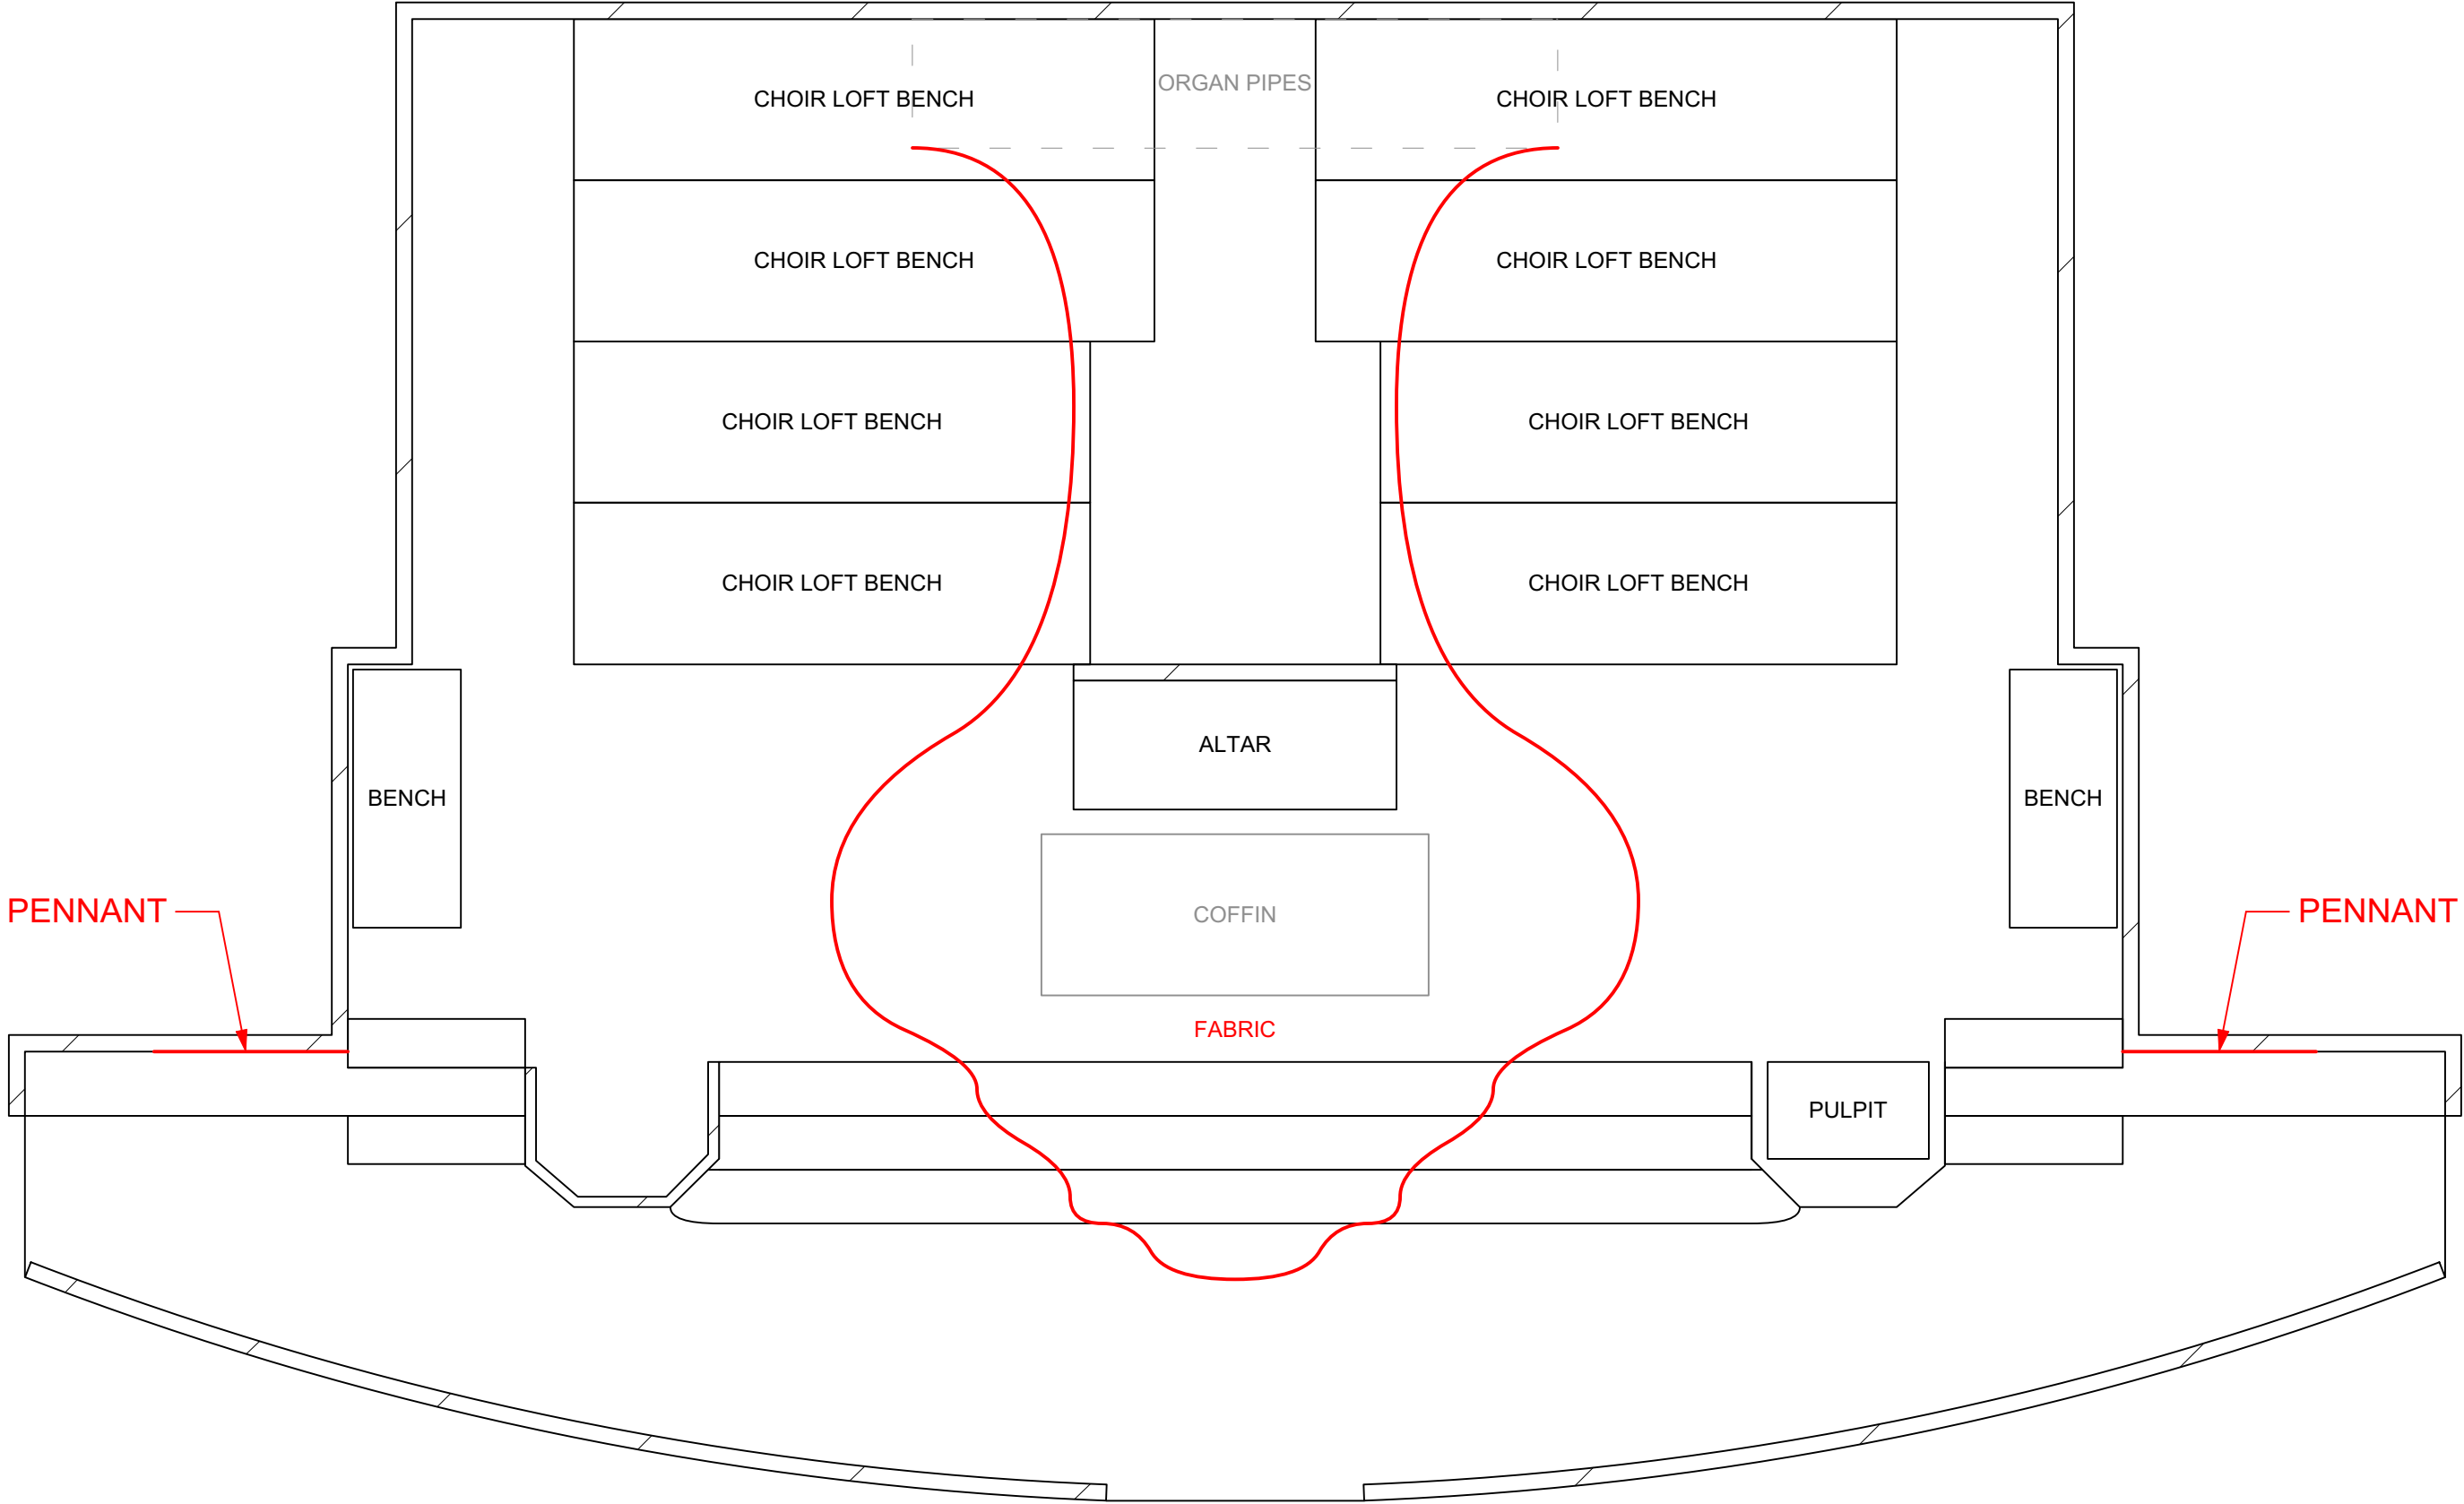 ORGAN PIPES
CHOIR LOFT BENCH
CHOIR LOFT BENCH
CHOIR LOFT BENCH
CHOIR LOFT BENCH
CHOIR LOFT BENCH
CHOIR LOFT BENCH
CHOIR LOFT BENCH
CHOIR LOFT BENCH
ALTAR
BENCH
BENCH
PENNANT
COFFIN
PENNANT
FABRIC
PULPIT